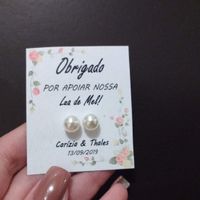 Obrigado
POR APOIAR NOSSA
Lua de Mel!
Carizia & Thales
13/09/2019